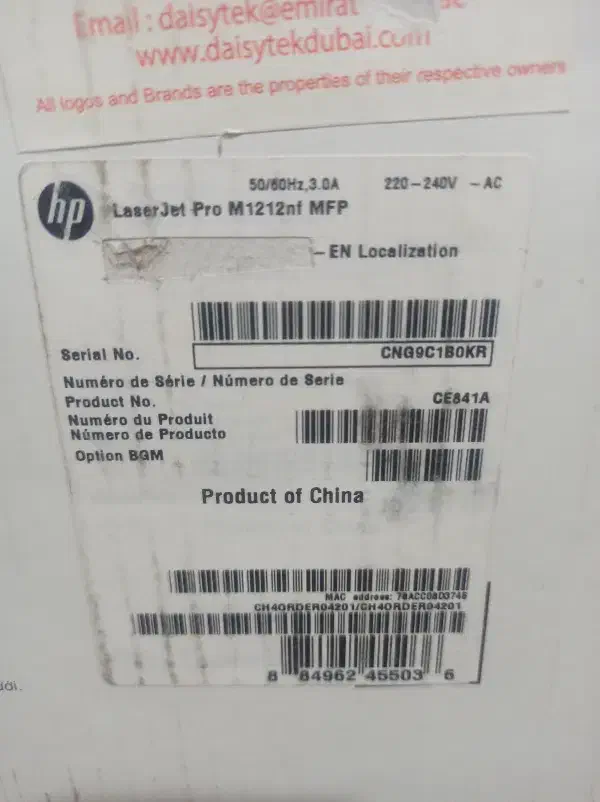 Email : daisytek@emirat
www.daisytekdubai.com
All logos and Brands are the properties of their respective owners
50/60Hz,3.0A 220-240V ~ AC
hp
LaserJet Pro M1212nf MFP
- EN Localization
Serial No.
CNG9C1B0KR
Numéro de Série / Número de Serie
Product No.
CE841A
Numéro du Produit
Número de Producto
Option BGM
Product of China
MAC address:
CH4ORDER04201/CH4ORDER04201
8 84962 45503 6